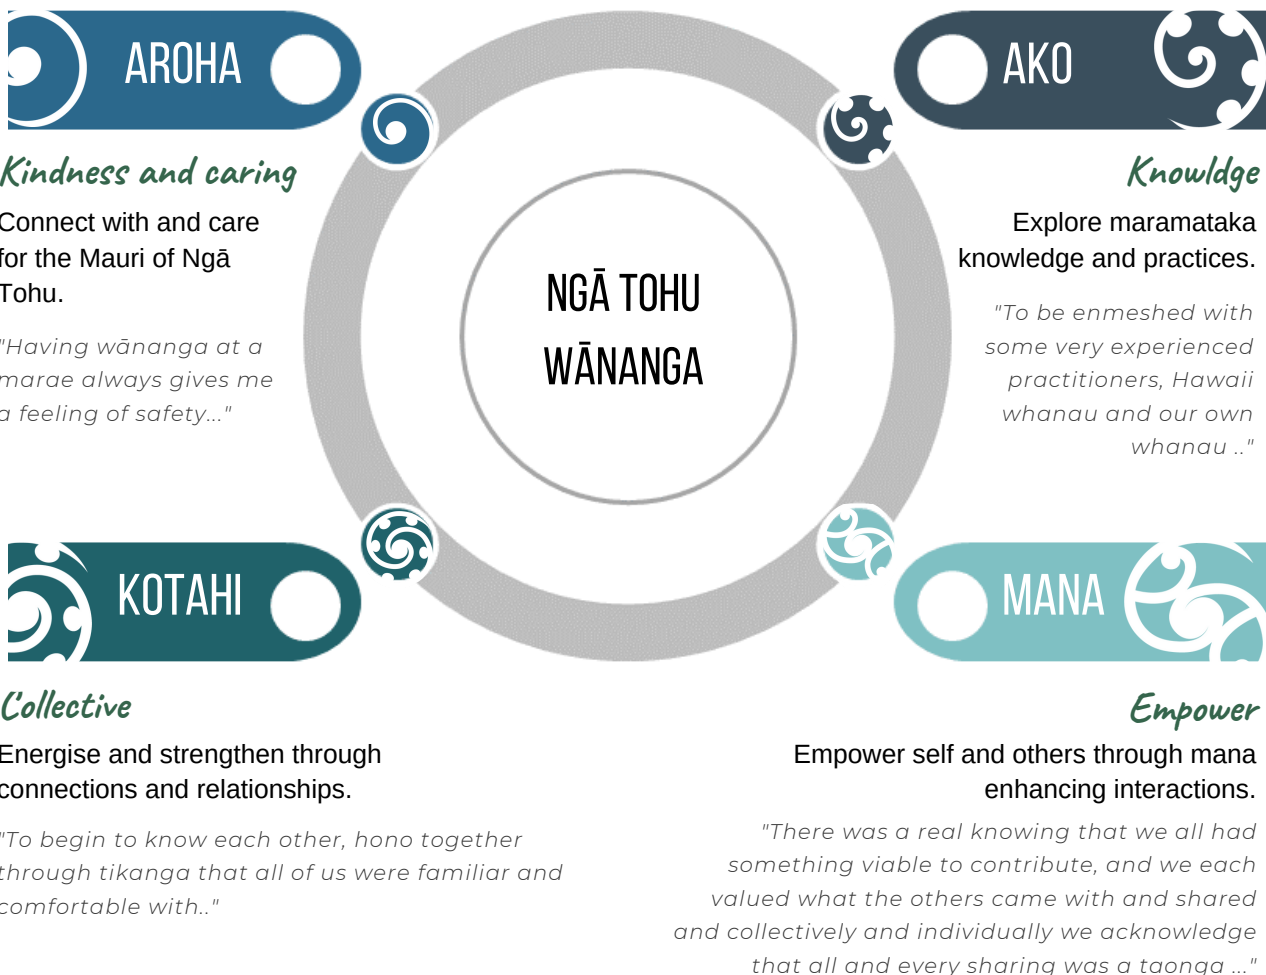 AROHA
Kindness and caring
Connect with and care
for the Mauri of Ngā
Tohu.
"Having wānanga at a
marae always gives me
a feeling of safety..."
AKO
Knowldge
Explore maramataka
knowledge and practices.
"To be enmeshed with
some very experienced
practitioners, Hawaii
whanau and our own
whanau .."
NGĀ TOHU
WĀNANGA
KOTAHI
Collective
Energise and strengthen through
connections and relationships.
"To begin to know each other, hono together
through tikanga that all of us were familiar and
comfortable with.."
MANA
Empower
Empower self and others through mana
enhancing interactions.
"There was a real knowing that we all had
something viable to contribute, and we each
valued what the others came with and shared
and collectively and individually we acknowledge
that all and every sharing was a taonga ..."